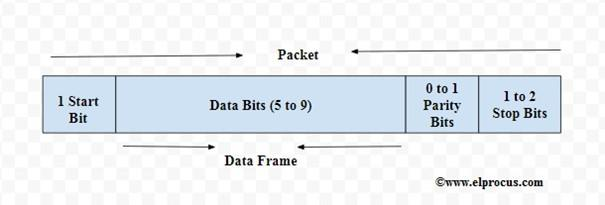 Packet
1 Start
Bit
Data Bits (5 to 9)
0 to 1
Parity
Bits
1 to 2
Stop Bits
Data Frame
©www.elprocus.com